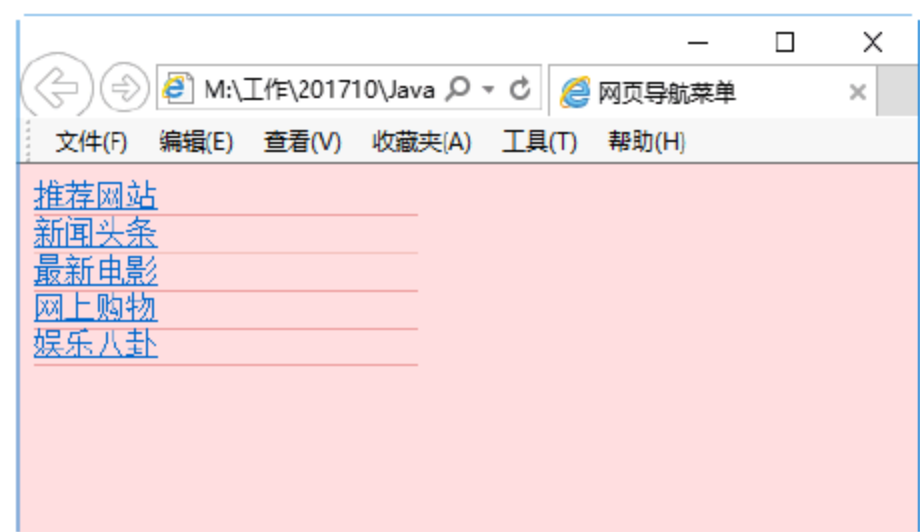 M:\工作\201710\Java 网页导航菜单
文件(F) 编辑(E) 查看(V) 收藏夹(A) 工具(T) 帮助(H)
推荐网站
新闻头条
最新电影
网上购物
娱乐八卦